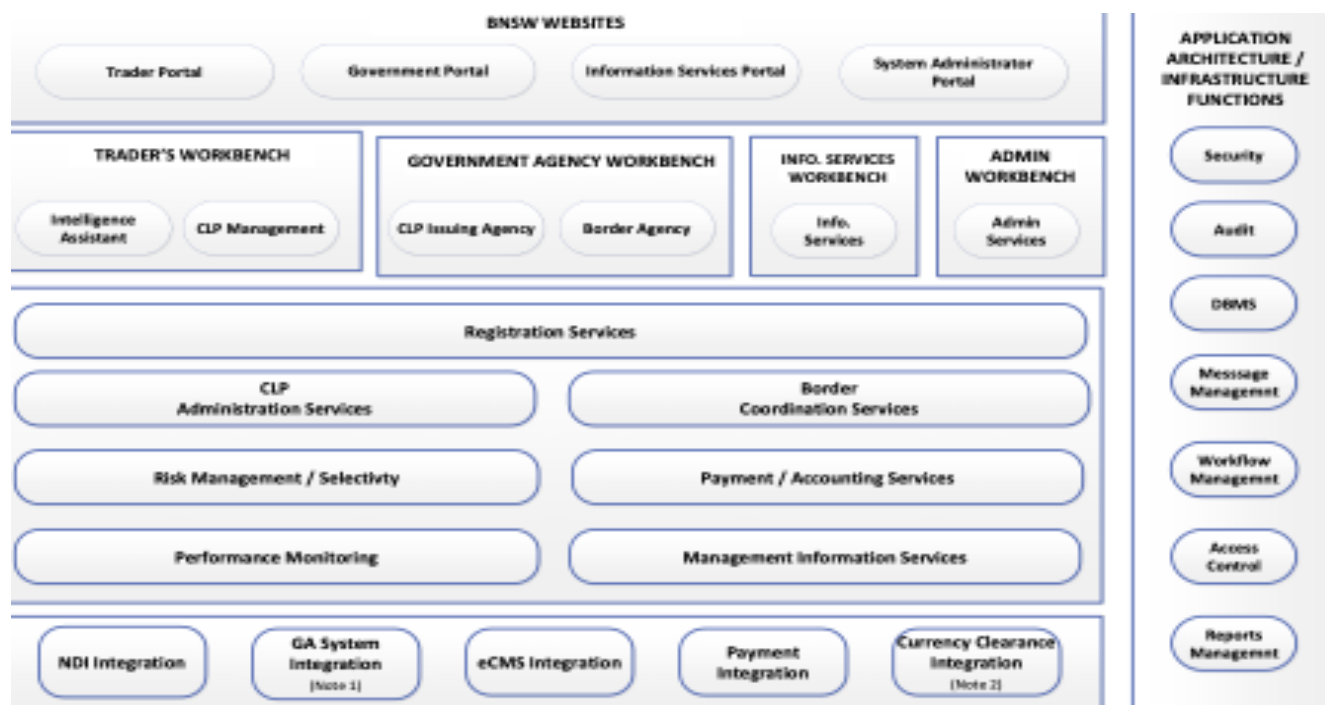 BNSW WEBSITES
Trader Portal
Government Portal
Information Services Portal
System Administrator
Portal
TRADER'S WORKBENCH
Intelligence
Assistant
CLP Management
GOVERNMENT AGENCY WORKBENCH
CLP Issuing Agency
Border Agency
INFO. SERVICES
WORKBENCH
Info.
Services
ADMIN
WORKBENCH
Admin
Services
Registration Services
CLP
Administration Services
Border
Coordination Services
Risk Management / Selectivty
Payment / Accounting Services
Performance Monitoring
Management Information Services
NDI Integration
GA System
Integration
(Note 1)
eCMS Integration
Payment
Integration
Currency Clearance
Integration
(Note 2)
APPLICATION
ARCHITECTURE /
INFRASTRUCTURE
FUNCTIONS
Security
Audit
DBMS
Messsage
Managemnt
Workflow
Managemnt
Access
Control
Reports
Managemnt